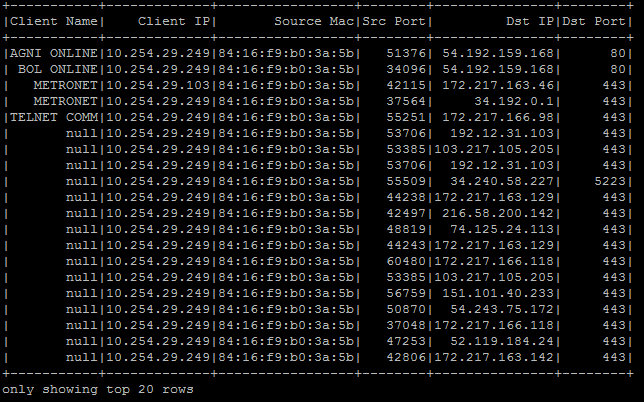 +-----------+-------------+-----------------+--------+---------------+--------+
|Client Name|    Client IP|       Source Mac|Src Port|         Dst IP|Dst Port|
+-----------+-------------+-----------------+--------+---------------+--------+
|AGNI ONLINE|10.254.29.249|84:16:f9:b0:3a:5b|   51376| 54.192.159.168|      80|
| BOL ONLINE|10.254.29.249|84:16:f9:b0:3a:5b|   34096| 54.192.159.168|      80|
|   METRONET|10.254.29.103|84:16:f9:b0:3a:5b|   42115| 172.217.163.46|     443|
|   METRONET|10.254.29.249|84:16:f9:b0:3a:5b|   37564|     34.192.0.1|     443|
|TELNET COMM|10.254.29.249|84:16:f9:b0:3a:5b|   55251| 172.217.166.98|     443|
|       null|10.254.29.249|84:16:f9:b0:3a:5b|   53706|  192.12.31.103|     443|
|       null|10.254.29.249|84:16:f9:b0:3a:5b|   53385|103.217.105.205|     443|
|       null|10.254.29.249|84:16:f9:b0:3a:5b|   53706|  192.12.31.103|     443|
|       null|10.254.29.249|84:16:f9:b0:3a:5b|   55509|  34.240.58.227|    5223|
|       null|10.254.29.249|84:16:f9:b0:3a:5b|   44238|172.217.163.129|     443|
|       null|10.254.29.249|84:16:f9:b0:3a:5b|   42497| 216.58.200.142|     443|
|       null|10.254.29.249|84:16:f9:b0:3a:5b|   48819|  74.125.24.113|     443|
|       null|10.254.29.249|84:16:f9:b0:3a:5b|   44243|172.217.163.129|     443|
|       null|10.254.29.249|84:16:f9:b0:3a:5b|   60480|172.217.166.118|     443|
|       null|10.254.29.249|84:16:f9:b0:3a:5b|   53385|103.217.105.205|     443|
|       null|10.254.29.249|84:16:f9:b0:3a:5b|   56759| 151.101.40.233|     443|
|       null|10.254.29.249|84:16:f9:b0:3a:5b|   50870|  54.243.75.172|     443|
|       null|10.254.29.249|84:16:f9:b0:3a:5b|   37048|172.217.166.118|     443|
|       null|10.254.29.249|84:16:f9:b0:3a:5b|   47253|  52.119.184.24|     443|
|       null|10.254.29.249|84:16:f9:b0:3a:5b|   42806|172.217.163.142|     443|
+-----------+-------------+-----------------+--------+---------------+--------+
only showing top 20 rows